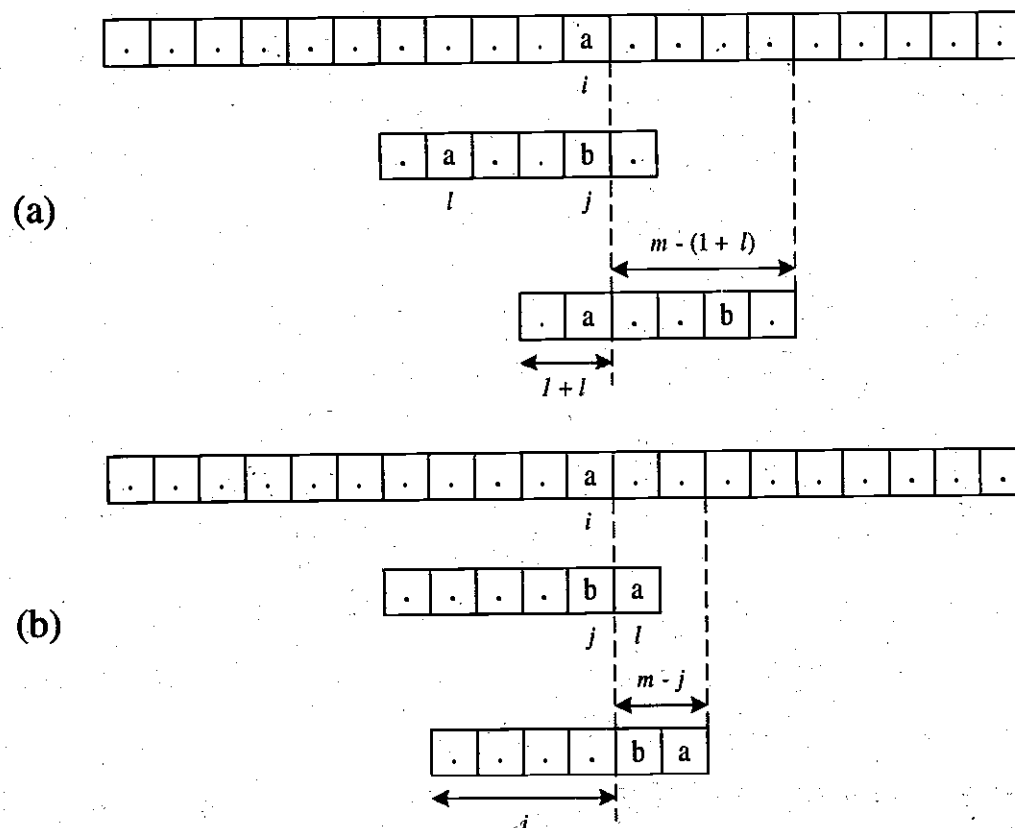 . . . . . . . . . . a . . . . . . . . .
i
. a . . b .
l j
(a)
m - (1 + l)
. a . . b .
1 + l
. . . . . . . . . . a . . . . . . . . .
i
. . . . b a
(b)
j l
m - j
. . . . b a
j